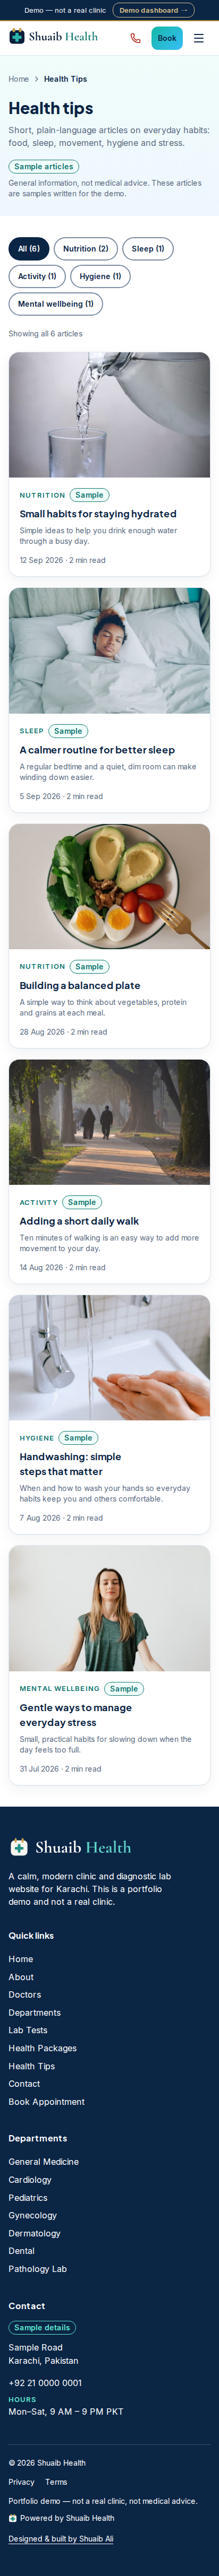 Demo — not a real clinic
Demo dashboard →
Shuaib Health
Book
Home > Health Tips
Health tips
Short, plain-language articles on everyday habits:
food, sleep, movement, hygiene and stress.
Sample articles
General information, not medical advice. These articles
are samples written for the demo.
All (6)
Nutrition (2)
Sleep (1)
Activity (1)
Hygiene (1)
Mental wellbeing (1)
Showing all 6 articles
NUTRITION
Sample
Small habits for staying hydrated
Simple ideas to help you drink enough water
through a busy day.
12 Sep 2026 · 2 min read
SLEEP
Sample
A calmer routine for better sleep
A regular bedtime and a quiet, dim room can make
winding down easier.
5 Sep 2026 · 2 min read
NUTRITION
Sample
Building a balanced plate
A simple way to think about vegetables, protein
and grains at each meal.
28 Aug 2026 · 2 min read
ACTIVITY
Sample
Adding a short daily walk
Ten minutes of walking is an easy way to add more
movement to your day.
14 Aug 2026 · 2 min read
HYGIENE
Sample
Handwashing: simple
steps that matter
When and how to wash your hands so everyday
habits keep you and others comfortable.
7 Aug 2026 · 2 min read
MENTAL WELLBEING
Sample
Gentle ways to manage
everyday stress
Small, practical habits for slowing down when the
day feels too full.
31 Jul 2026 · 2 min read
Shuaib Health
A calm, modern clinic and diagnostic lab
website for Karachi. This is a portfolio
demo and not a real clinic.
Quick links
Home
About
Doctors
Departments
Lab Tests
Health Packages
Health Tips
Contact
Book Appointment
Departments
General Medicine
Cardiology
Pediatrics
Gynecology
Dermatology
Dental
Pathology Lab
Contact
Sample details
Sample Road
Karachi, Pakistan
+92 21 0000 0001
HOURS
Mon–Sat, 9 AM – 9 PM PKT
© 2026 Shuaib Health
Privacy
Terms
Portfolio demo — not a real clinic, not medical advice.
Powered by Shuaib Health
Designed & built by Shuaib Ali